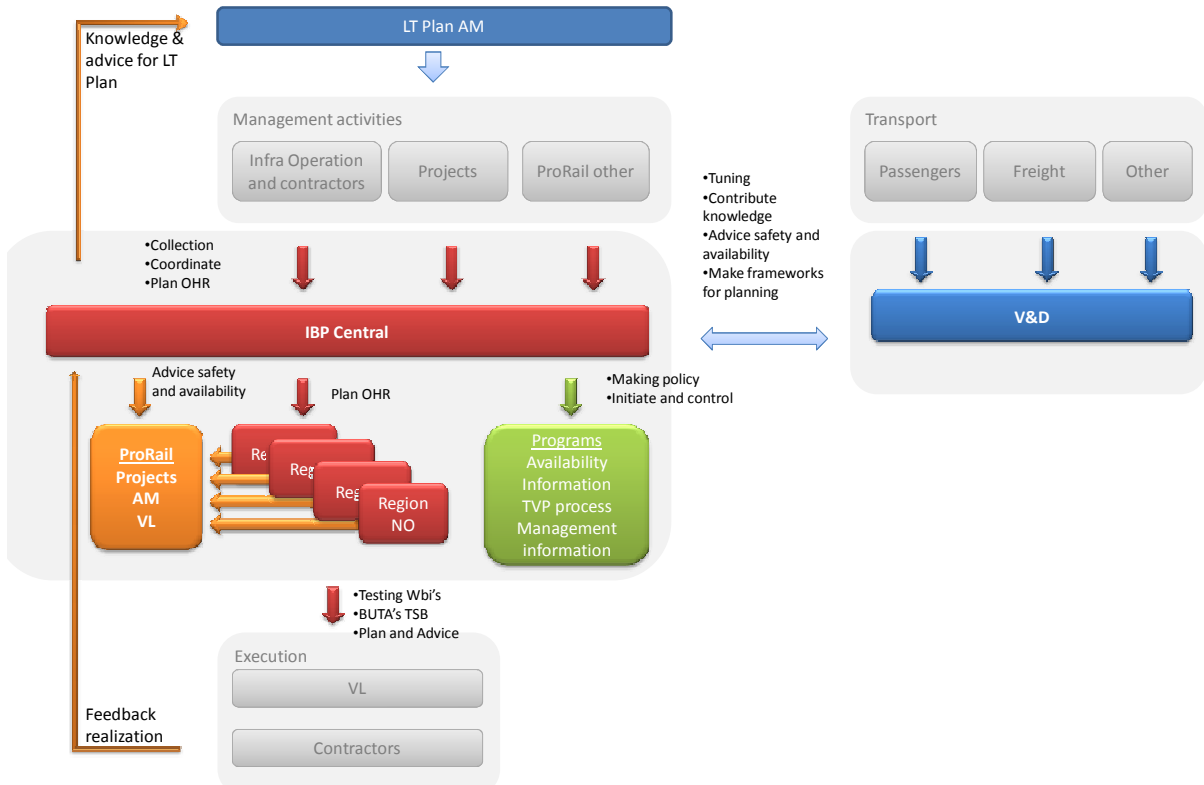 LT Plan AM
Knowledge &
advice for LT
Plan
Management activities
Infra Operation
and contractors
Projects
ProRail other
Transport
Passengers
Freight
Other
•Tuning
•Contribute
knowledge
•Advice safety and
availability
•Make frameworks
for planning
•Collection
•Coordinate
•Plan OHR
IBP Central
V&D
Advice safety
and availability
Plan OHR
•Making policy
•Initiate and control
ProRail
Projects
AM
VL
Region
NO
Programs
Availability
Information
TVP process
Management
information
•Testing Wbi's
•BUTA's TSB
•Plan and Advice
Execution
VL
Contractors
Feedback
realization